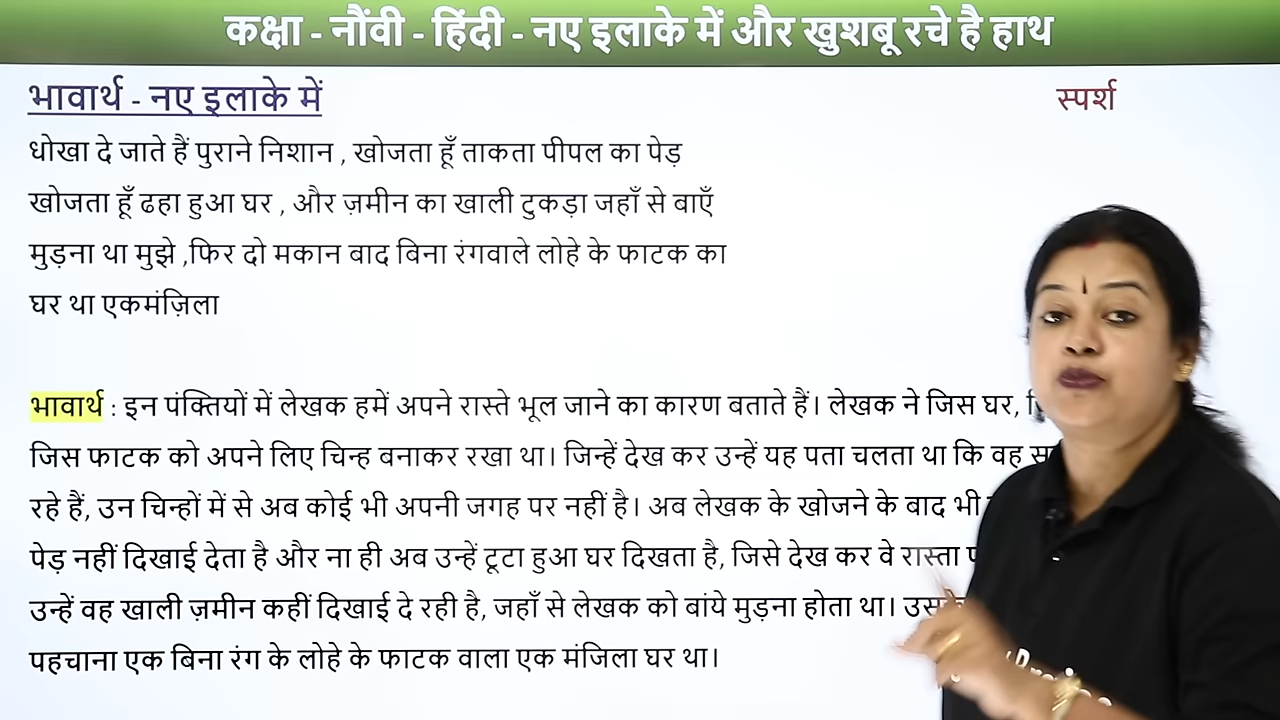 कक्षा - नौंवी - हिंदी - नए इलाके में और खुशबू रचे है हाथ
भावार्थ - नए इलाके में
स्पर्श
धोखा दे जाते हैं पुराने निशान , खोजता हूँ ताकता पीपल का पेड़
खोजता हूँ ढहा हुआ घर , और ज़मीन का खाली टुकड़ा जहाँ से बाएँ
मुड़ना था मुझे ,फिर दो मकान बाद बिना रंगवाले लोहे के फाटक का
घर था एकमंज़िला
भावार्थ : इन पंक्तियों में लेखक हमें अपने रास्ते भूल जाने का कारण बताते हैं। लेखक ने जिस घर,
जिस फाटक को अपने लिए चिन्ह बनाकर रखा था। जिन्हें देख कर उन्हें यह पता चलता था कि वह
रहे हैं, उन चिन्हों में से अब कोई भी अपनी जगह पर नहीं है। अब लेखक के खोजने के बाद भी
पेड़ नहीं दिखाई देता है और ना ही अब उन्हें टूटा हुआ घर दिखता है, जिसे देख कर वे रास्ता
उन्हें वह खाली ज़मीन कहीं दिखाई दे रही है, जहाँ से लेखक को बांये मुड़ना होता था।
पहचाना एक बिना रंग के लोहे के फाटक वाला एक मंजिला घर था।